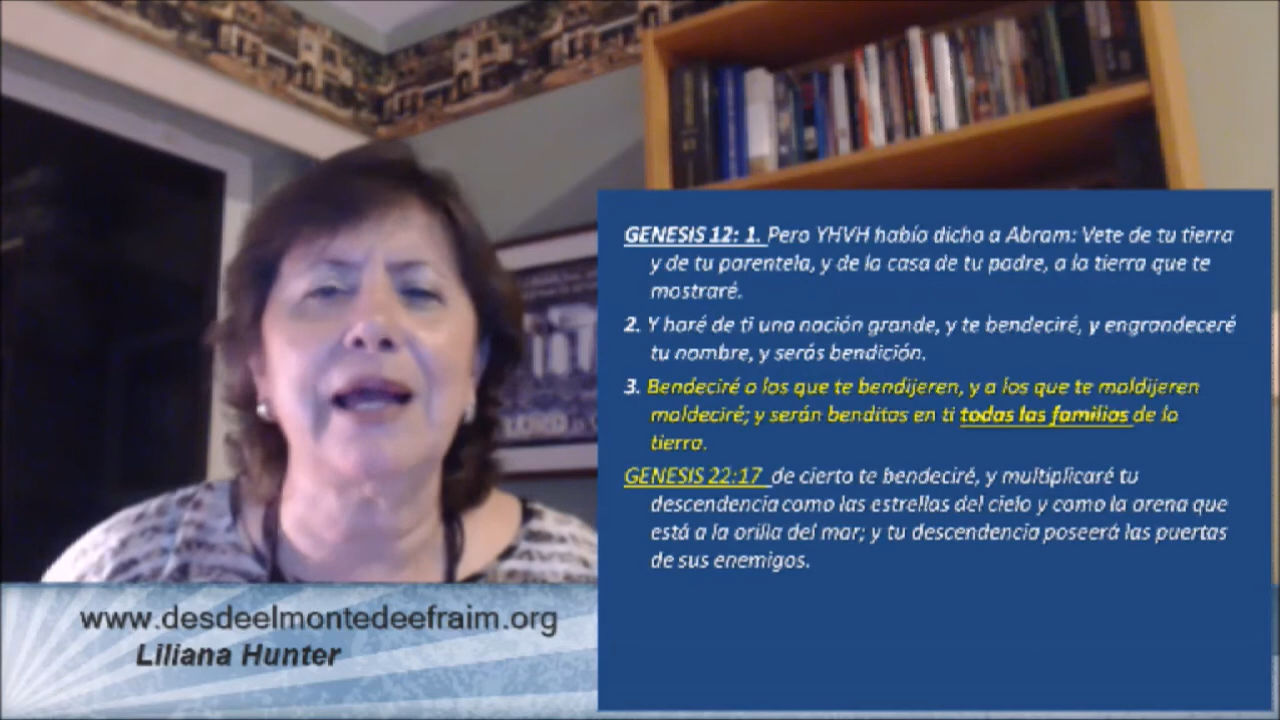 GENESIS 12: 1. Pero YHVH había dicho a Abram: Vete de tu tierra
y de tu parentela, y de la casa de tu padre, a la tierra que te
mostraré.
2. Y haré de ti una nación grande, y te bendeciré, y engrandeceré
tu nombre, y serás bendición.
3. Bendeciré a los que te bendijeren, y a los que te maldijeren
maldeciré; y serán benditas en ti todas las familias de la
tierra.
GENESIS 22:17 de cierto te bendeciré, y multiplicaré tu
descendencia como las estrellas del cielo y como la arena que
está a la orilla del mar; y tu descendencia poseerá las puertas
de sus enemigos.
www.desdeelmontedeefraim.org
Liliana Hunter